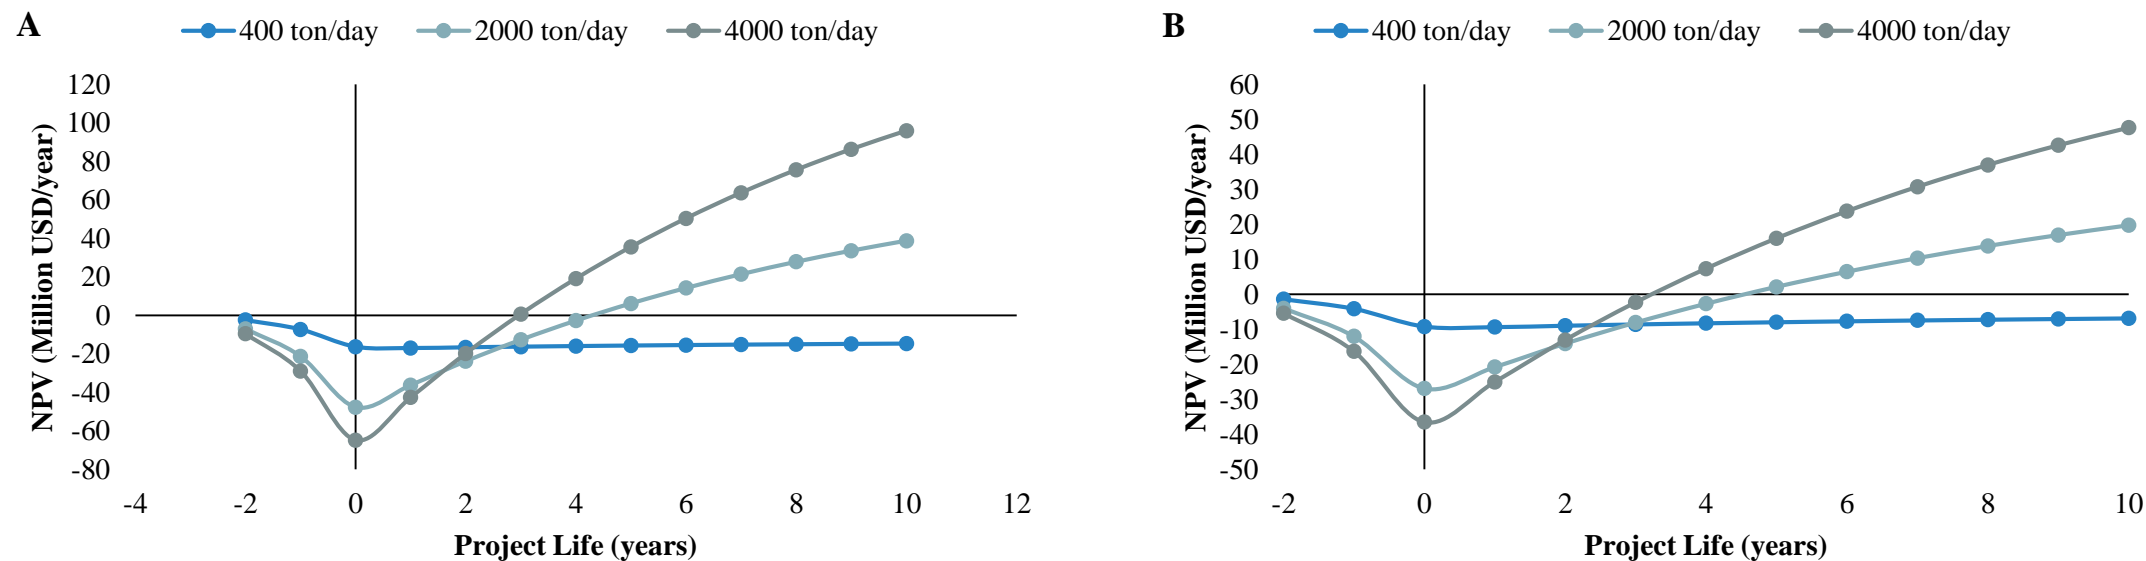 A
400 ton/day 2000 ton/day 4000 ton/day
120
100
80
60
40
20
0
-20
-40
-60
-80
NPV (Million USD/year)
-4 -2 0 2 4 6 8 10 12
Project Life (years)
B
400 ton/day 2000 ton/day 4000 ton/day
60
50
40
30
20
10
0
-10
-20
-30
-40
-50
NPV (Million USD/year)
-2 0 2 4 6 8 10
Project Life (years)